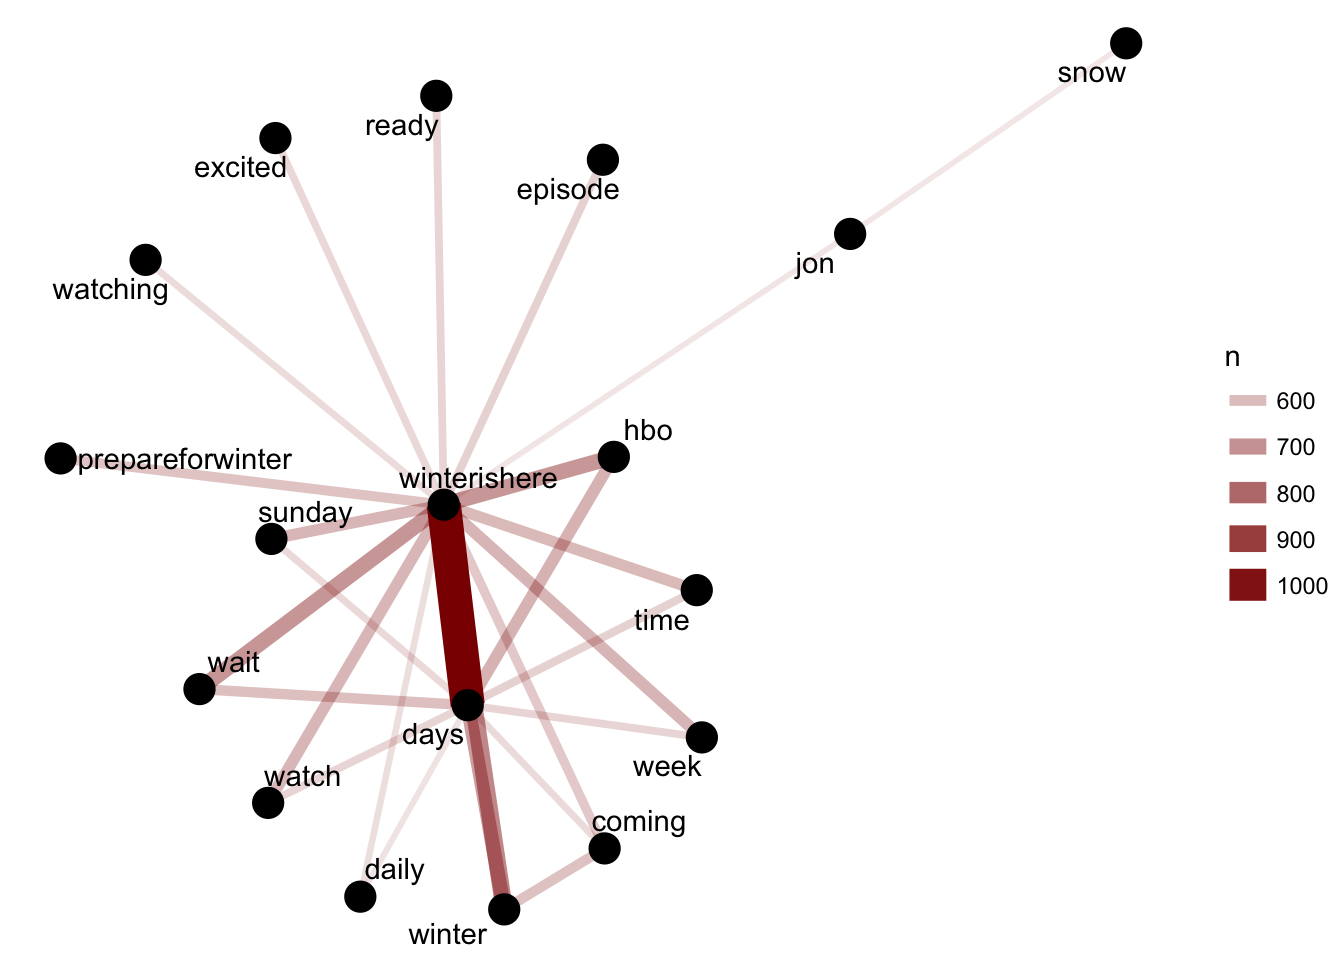 snow
ready
excited
episode
jon
watching
n
600
700
800
900
1000
hbo
prepareforwinter
winterishere
sunday
time
wait
days
week
watch
coming
daily
winter